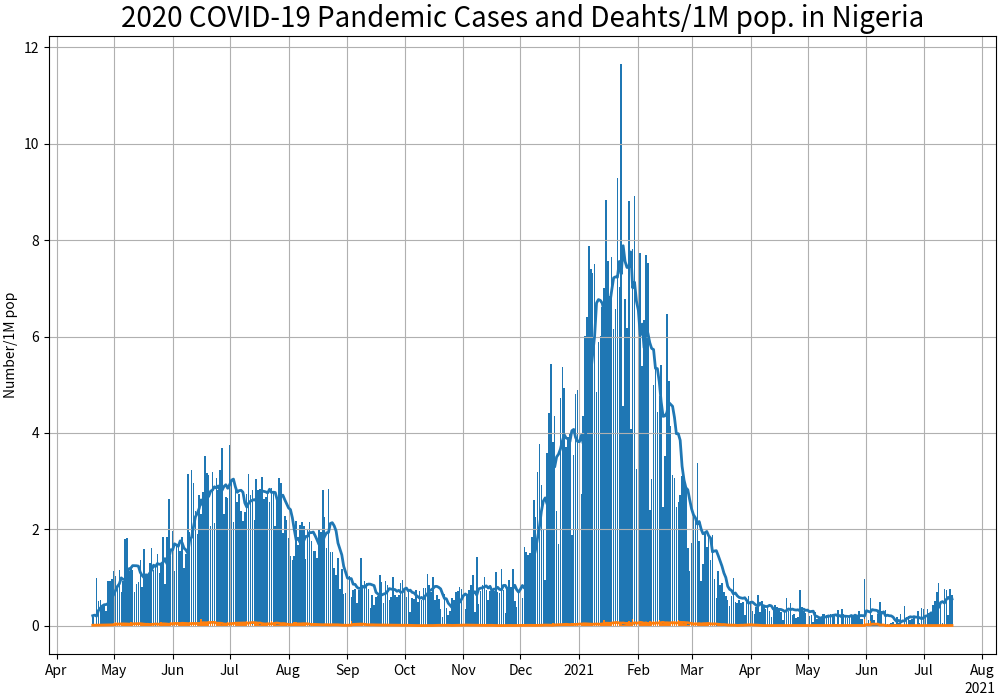 2020 COVID-19 Pandemic Cases and Deahts/1M pop. in Nigeria
12
10
8
6
4
2
0
Number/1M pop
Apr May Jun Jul Aug Sep Oct Nov Dec 2021 Feb Mar Apr May Jun Jul Aug
2021